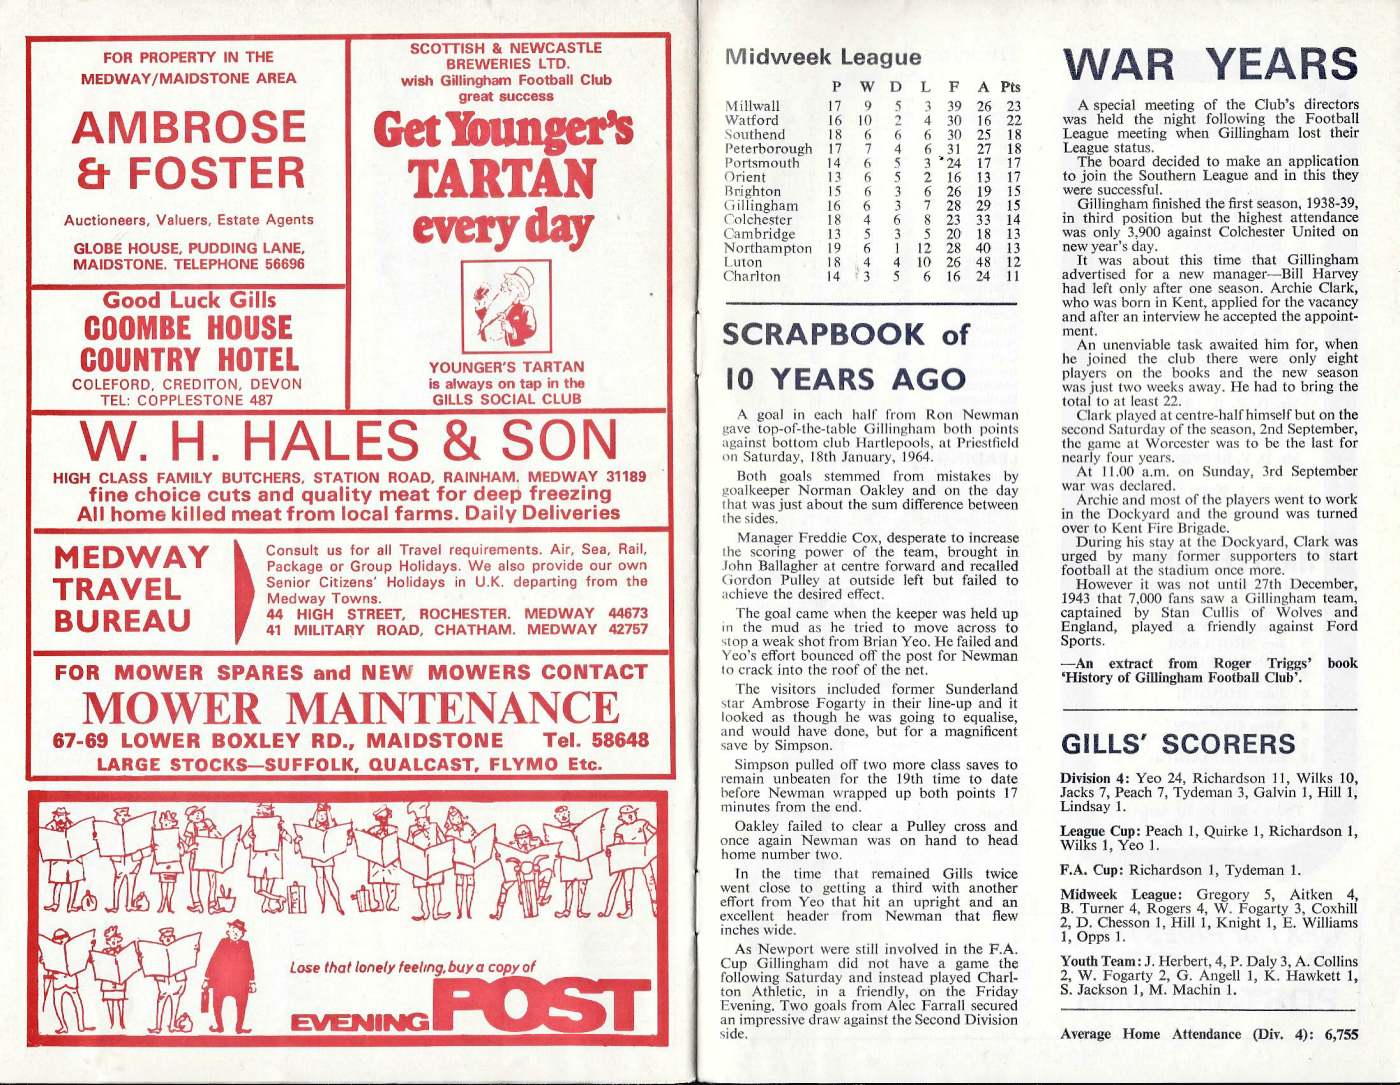 FOR PROPERTY IN THE
MEDWAY/MAIDSTONE AREA
AMBROSE
& FOSTER
Auctioneers, Valuers, Estate Agents
GLOBE HOUSE, PUDDING LANE,
MAIDSTONE. TELEPHONE 56696
Good Luck Gills
COOMBE HOUSE
COUNTRY HOTEL
COLEFORD, CREDITON, DEVON
TEL: COPPLESTONE 487
SCOTTISH & NEWCASTLE
BREWERIES LTD.
wish Gillingham Football Club
great success
Get Younger's
TARTAN
every day
YOUNGER'S TARTAN
is always on tap in the
GILLS SOCIAL CLUB
W. H. HALES & SON
HIGH CLASS FAMILY BUTCHERS, STATION ROAD, RAINHAM. MEDWAY 31189
fine choice cuts and quality meat for deep freezing
All home killed meat from local farms. Daily Deliveries
MEDWAY
TRAVEL
BUREAU
Consult us for all Travel requirements. Air, Sea, Rail,
Package or Group Holidays. We also provide our own
Senior Citizens' Holidays in U.K. departing from the
Medway Towns.
44 HIGH STREET, ROCHESTER. MEDWAY 44673
41 MILITARY ROAD, CHATHAM. MEDWAY 42757
FOR MOWER SPARES and NEW MOWERS CONTACT
MOWER MAINTENANCE
67-69 LOWER BOXLEY RD., MAIDSTONE Tel. 58648
LARGE STOCKS—SUFFOLK, QUALCAST, FLYMO Etc.
Lose that lonely feeling, buy a copy of
EVENING POST
Midweek League
P W D L F A Pts
Millwall 17 9 5 3 39 26 23
Watford 16 10 2 4 30 16 22
Southend 18 6 6 6 30 25 18
Peterborough 17 7 4 6 31 27 18
Portsmouth 14 6 5 3 24 17 17
Orient 13 6 5 2 16 13 17
Brighton 15 6 3 6 26 19 15
Gillingham 16 6 3 7 28 29 15
Colchester 18 4 6 8 23 33 14
Cambridge 13 5 3 5 20 18 13
Northampton 19 6 1 12 28 40 13
Luton 18 4 4 10 26 48 12
Charlton 14 3 5 6 16 24 11
SCRAPBOOK of
10 YEARS AGO
A goal in each half from Ron Newman
gave top-of-the-table Gillingham both points
against bottom club Hartlepools, at Priestfield
on Saturday, 18th January, 1964.
Both goals stemmed from mistakes by
goalkeeper Norman Oakley and on the day
that was just about the sum difference between
the sides.
Manager Freddie Cox, desperate to increase
the scoring power of the team, brought in
John Ballagher at centre forward and recalled
Gordon Pulley at outside left but failed to
achieve the desired effect.
The goal came when the keeper was held up
in the mud as he tried to move across to
stop a weak shot from Brian Yeo. He failed and
Yeo's effort bounced off the post for Newman
to crack into the roof of the net.
The visitors included former Sunderland
star Ambrose Fogarty in their line-up and it
looked as though he was going to equalise,
and would have done, but for a magnificent
save by Simpson.
Simpson pulled off two more class saves to
remain unbeaten for the 19th time to date
before Newman wrapped up both points 17
minutes from the end.
Oakley failed to clear a Pulley cross and
once again Newman was on hand to head
home number two.
In the time that remained Gills twice
went close to getting a third with another
effort from Yeo that hit an upright and an
excellent header from Newman that flew
inches wide.
As Newport were still involved in the F.A.
Cup Gillingham did not have a game the
following Saturday and instead played Charl-
ton Athletic, in a friendly, on the Friday
Evening. Two goals from Alec Farrall secured
an impressive draw against the Second Division
side.
WAR YEARS
A special meeting of the Club's directors
was held the night following the Football
League meeting when Gillingham lost their
League status.
The board decided to make an application
to join the Southern League and in this they
were successful.
Gillingham finished the first season, 1938-39,
in third position but the highest attendance
was only 3,900 against Colchester United on
new year's day.
It was about this time that Gillingham
advertised for a new manager—Bill Harvey
had left only after one season. Archie Clark,
who was born in Kent, applied for the vacancy
and after an interview he accepted the appoint-
ment.
An unenviable task awaited him for, when
he joined the club there were only eight
players on the books and the new season
was just two weeks away. He had to bring the
total to at least 22.
Clark played at centre-half himself but on the
second Saturday of the season, 2nd September,
the game at Worcester was to be the last for
nearly four years.
At 11.00 a.m. on Sunday, 3rd September
war was declared.
Archie and most of the players went to work
in the Dockyard and the ground was turned
over to Kent Fire Brigade.
During his stay at the Dockyard, Clark was
urged by many former supporters to start
football at the stadium once more.
However it was not until 27th December,
1943 that 7,000 fans saw a Gillingham team,
captained by Stan Cullis of Wolves and
England, played a friendly against Ford
Sports.
—An extract from Roger Triggs' book
'History of Gillingham Football Club'.
GILLS' SCORERS
Division 4: Yeo 24, Richardson 11, Wilks 10,
Jacks 7, Peach 7, Tydeman 3, Galvin 1, Hill 1,
Lindsay 1.
League Cup: Peach 1, Quirke 1, Richardson 1,
Wilks 1, Yeo 1.
F.A. Cup: Richardson 1, Tydeman 1.
Midweek League: Gregory 5, Aitken 4,
B. Turner 4, Rogers 4, W. Fogarty 3, Coxhill
2, D. Chesson 1, Hill 1, Knight 1, E. Williams
1, Opps 1.
Youth Team: J. Herbert, 4, P. Daly 3, A. Collins
2, W. Fogarty 2, G. Angell 1, K. Hawkett 1,
S. Jackson 1, M. Machin 1.
Average Home Attendance (Div. 4): 6,755